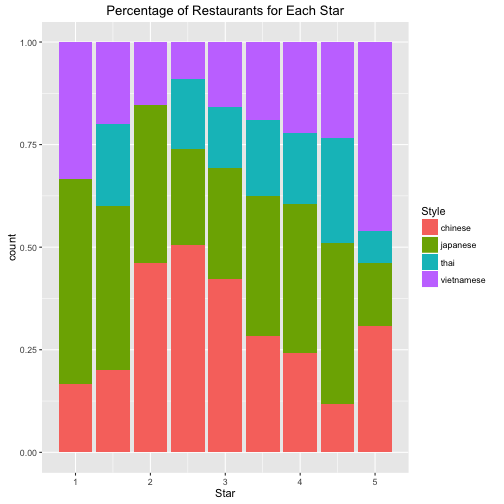 Percentage of Restaurants for Each Star
1.00
0.75
0.50
0.25
0.00
count
1 2 3 4 5
Star
Style
chinese
japanese
thai
vietnamese